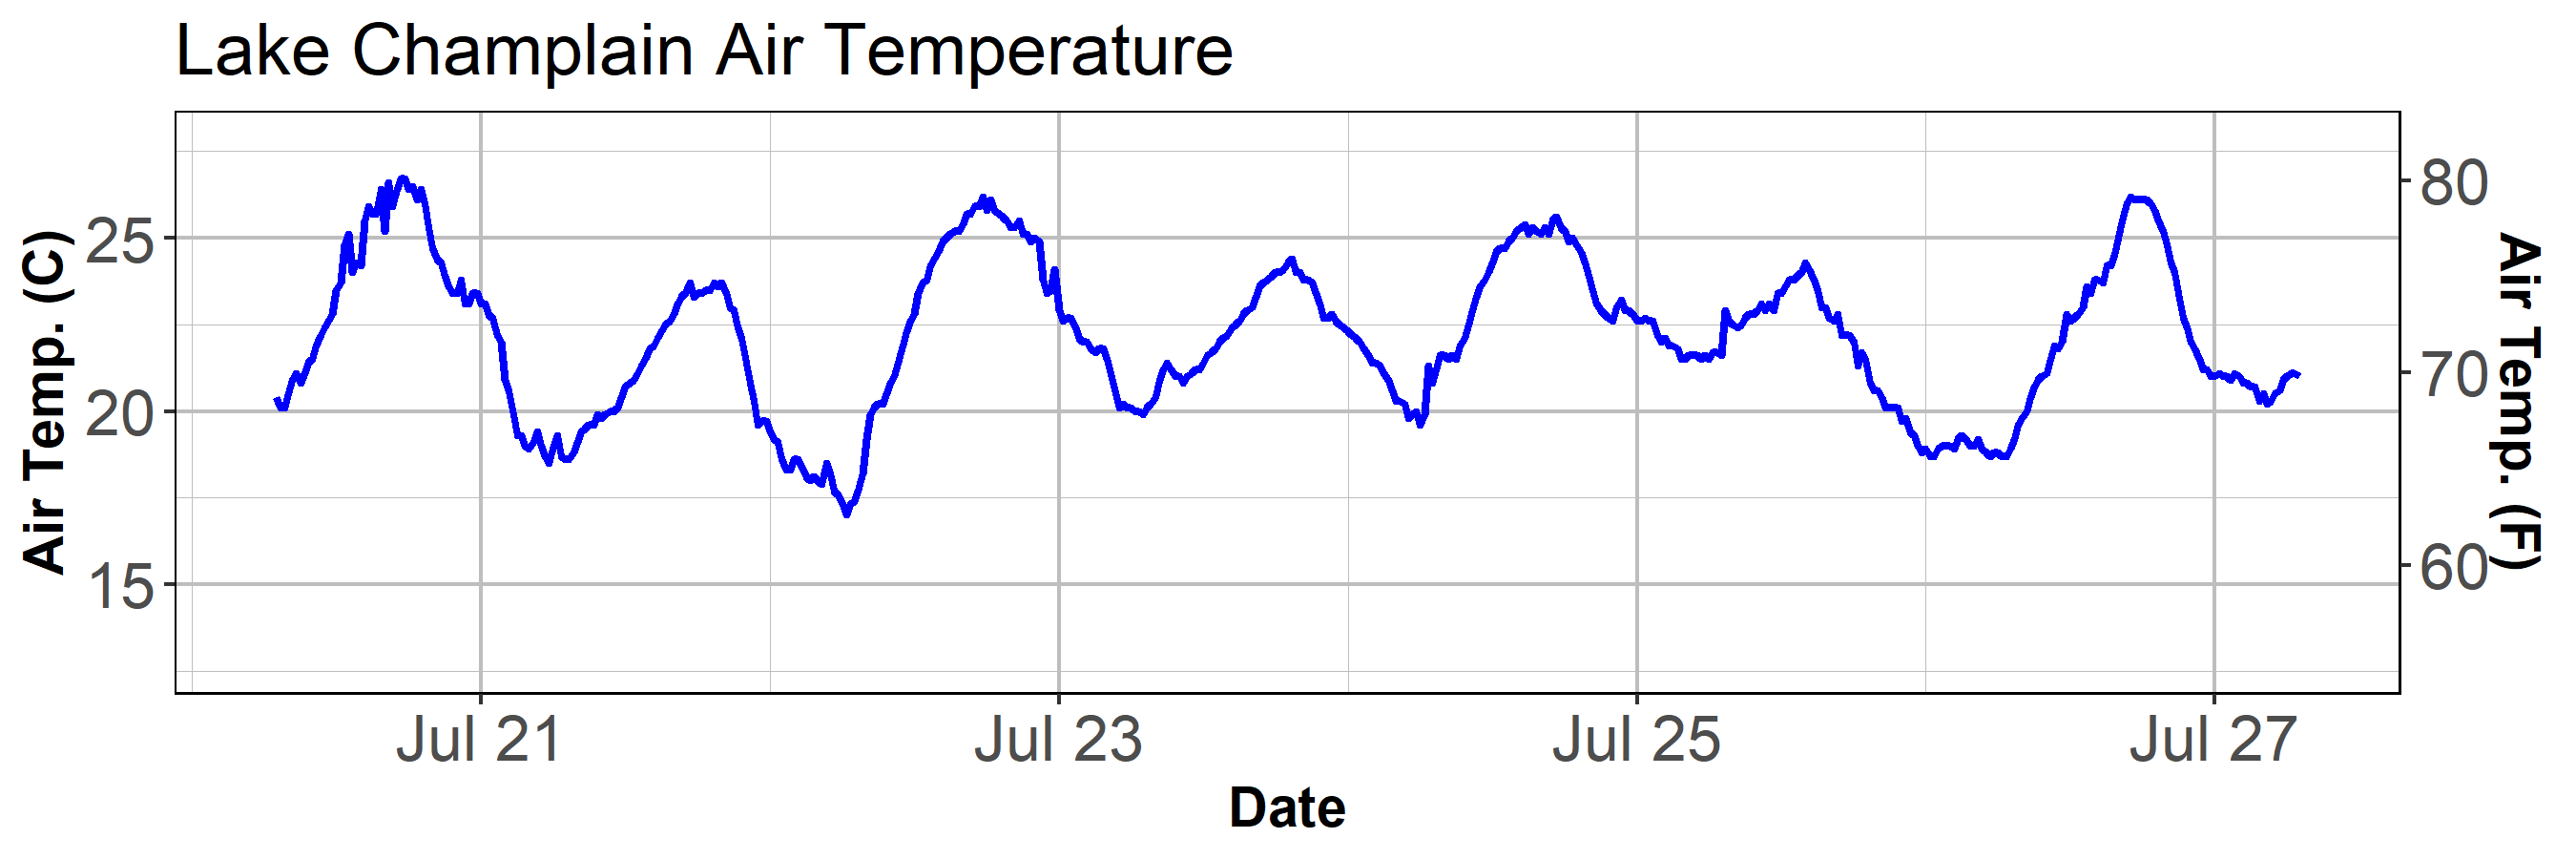 Lake Champlain Air Temperature
Air Temp. (C)
25
20
15
80
70
60
Air Temp. (F)
Jul 21
Jul 23
Jul 25
Jul 27
Date